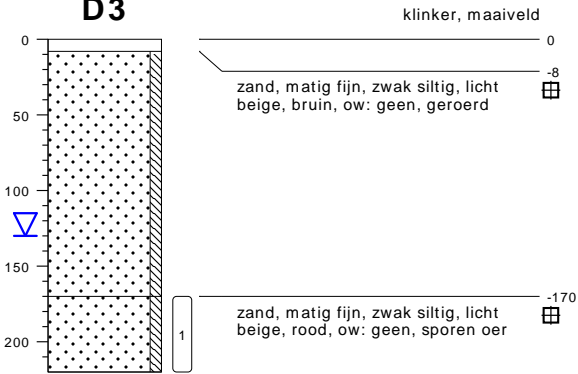 D3
klinker, maaiveld
0
0
-8
zand, matig fijn, zwak siltig, licht
beige, bruin, ow: geen, geroerd
50
100
150
-170
zand, matig fijn, zwak siltig, licht
beige, rood, ow: geen, sporen oer
1
200